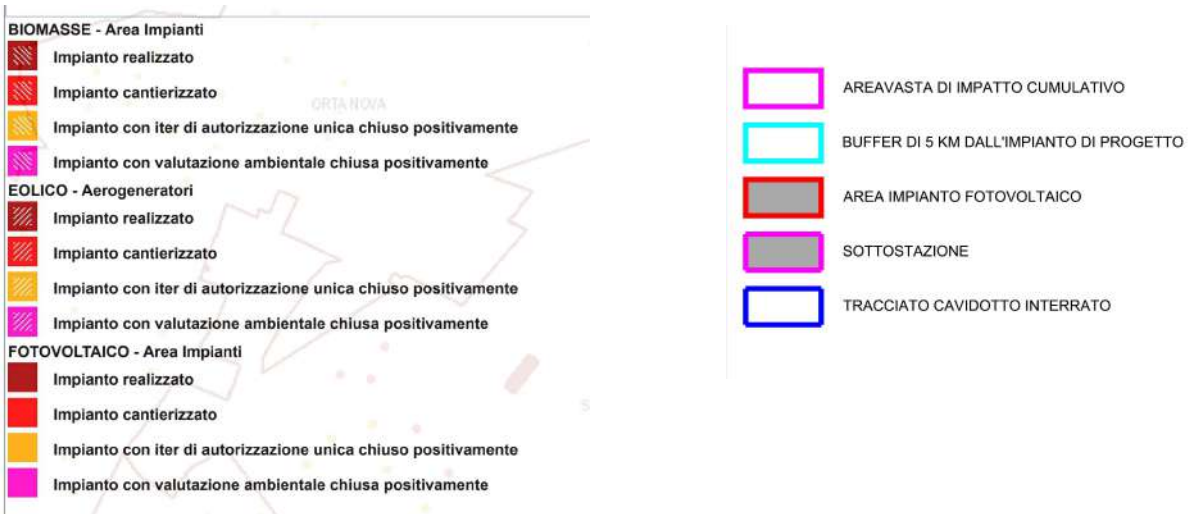 BIOMASSE - Area Impianti
Impianto realizzato
Impianto cantierizzato
ORTA NOVA
Impianto con iter di autorizzazione unica chiuso positivamente
Impianto con valutazione ambientale chiusa positivamente
EOLICO - Aerogeneratori
Impianto realizzato
Impianto cantierizzato
Impianto con iter di autorizzazione unica chiuso positivamente
Impianto con valutazione ambientale chiusa positivamente
FOTOVOLTAICO - Area Impianti
Impianto realizzato
Impianto cantierizzato
Impianto con iter di autorizzazione unica chiuso positivamente
Impianto con valutazione ambientale chiusa positivamente
AREAVASTA DI IMPATTO CUMULATIVO
BUFFER DI 5 KM DALL'IMPIANTO DI PROGETTO
AREA IMPIANTO FOTOVOLTAICO
SOTTOSTAZIONE
TRACCIATO CAVIDOTTO INTERRATO